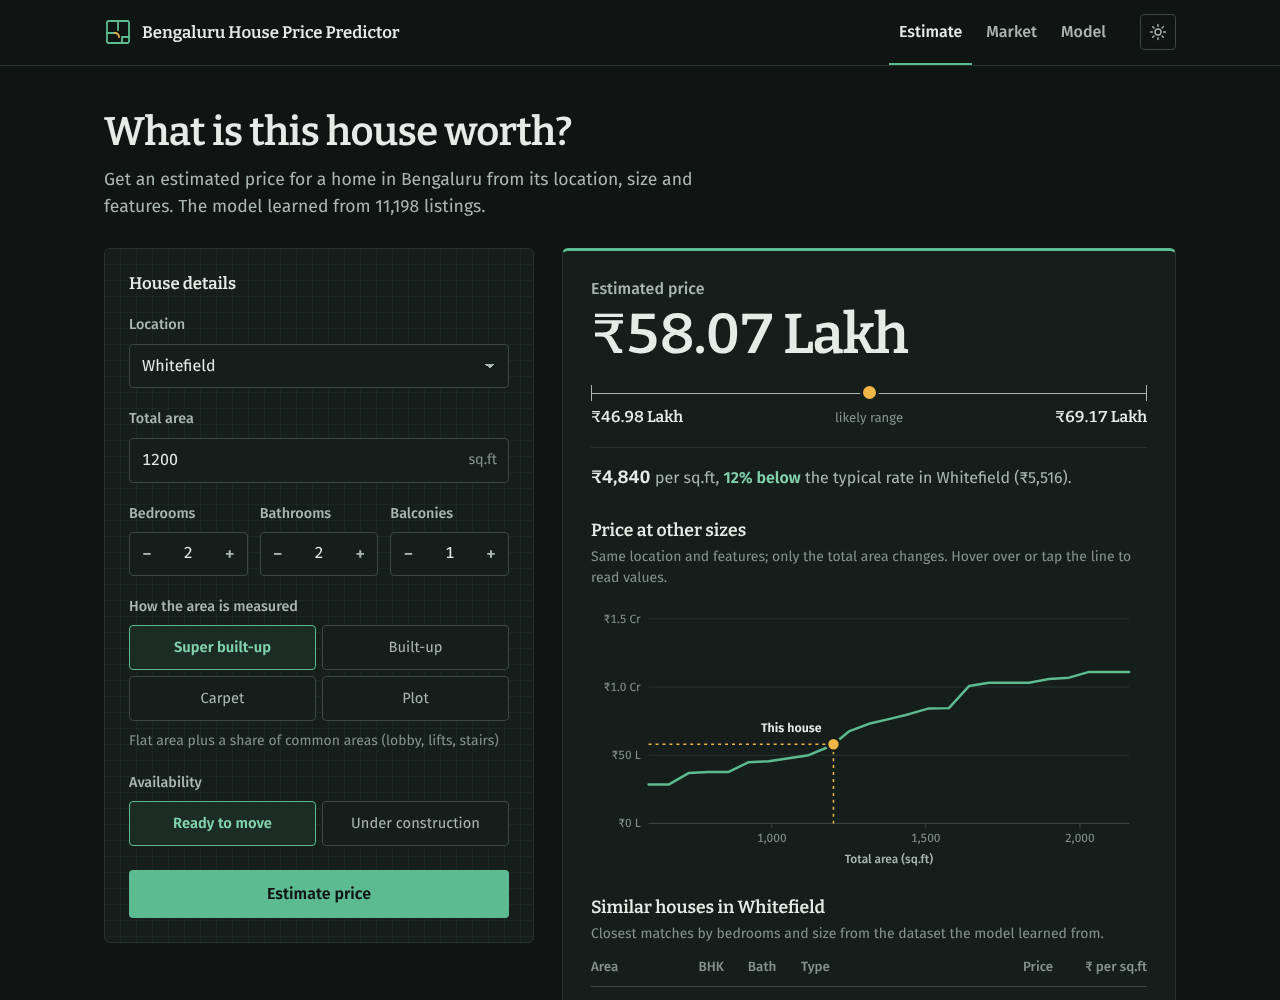 Bengaluru House Price Predictor
Estimate Market Model
What is this house worth?
Get an estimated price for a home in Bengaluru from its location, size and
features. The model learned from 11,198 listings.
House details
Location
Whitefield
Total area
1200 sq.ft
Bedrooms Bathrooms Balconies
− 2 + − 2 + − 1 +
How the area is measured
Super built-up Built-up
Carpet Plot
Flat area plus a share of common areas (lobby, lifts, stairs)
Availability
Ready to move Under construction
Estimate price
Estimated price
₹58.07 Lakh
₹46.98 Lakh likely range ₹69.17 Lakh
₹4,840 per sq.ft, 12% below the typical rate in Whitefield (₹5,516).
Price at other sizes
Same location and features; only the total area changes. Hover over or tap the line to
read values.
₹1.5 Cr
₹1.0 Cr
This house
₹50 L
₹0 L
1,000 1,500 2,000
Total area (sq.ft)
Similar houses in Whitefield
Closest matches by bedrooms and size from the dataset the model learned from.
Area BHK Bath Type Price ₹ per sq.ft